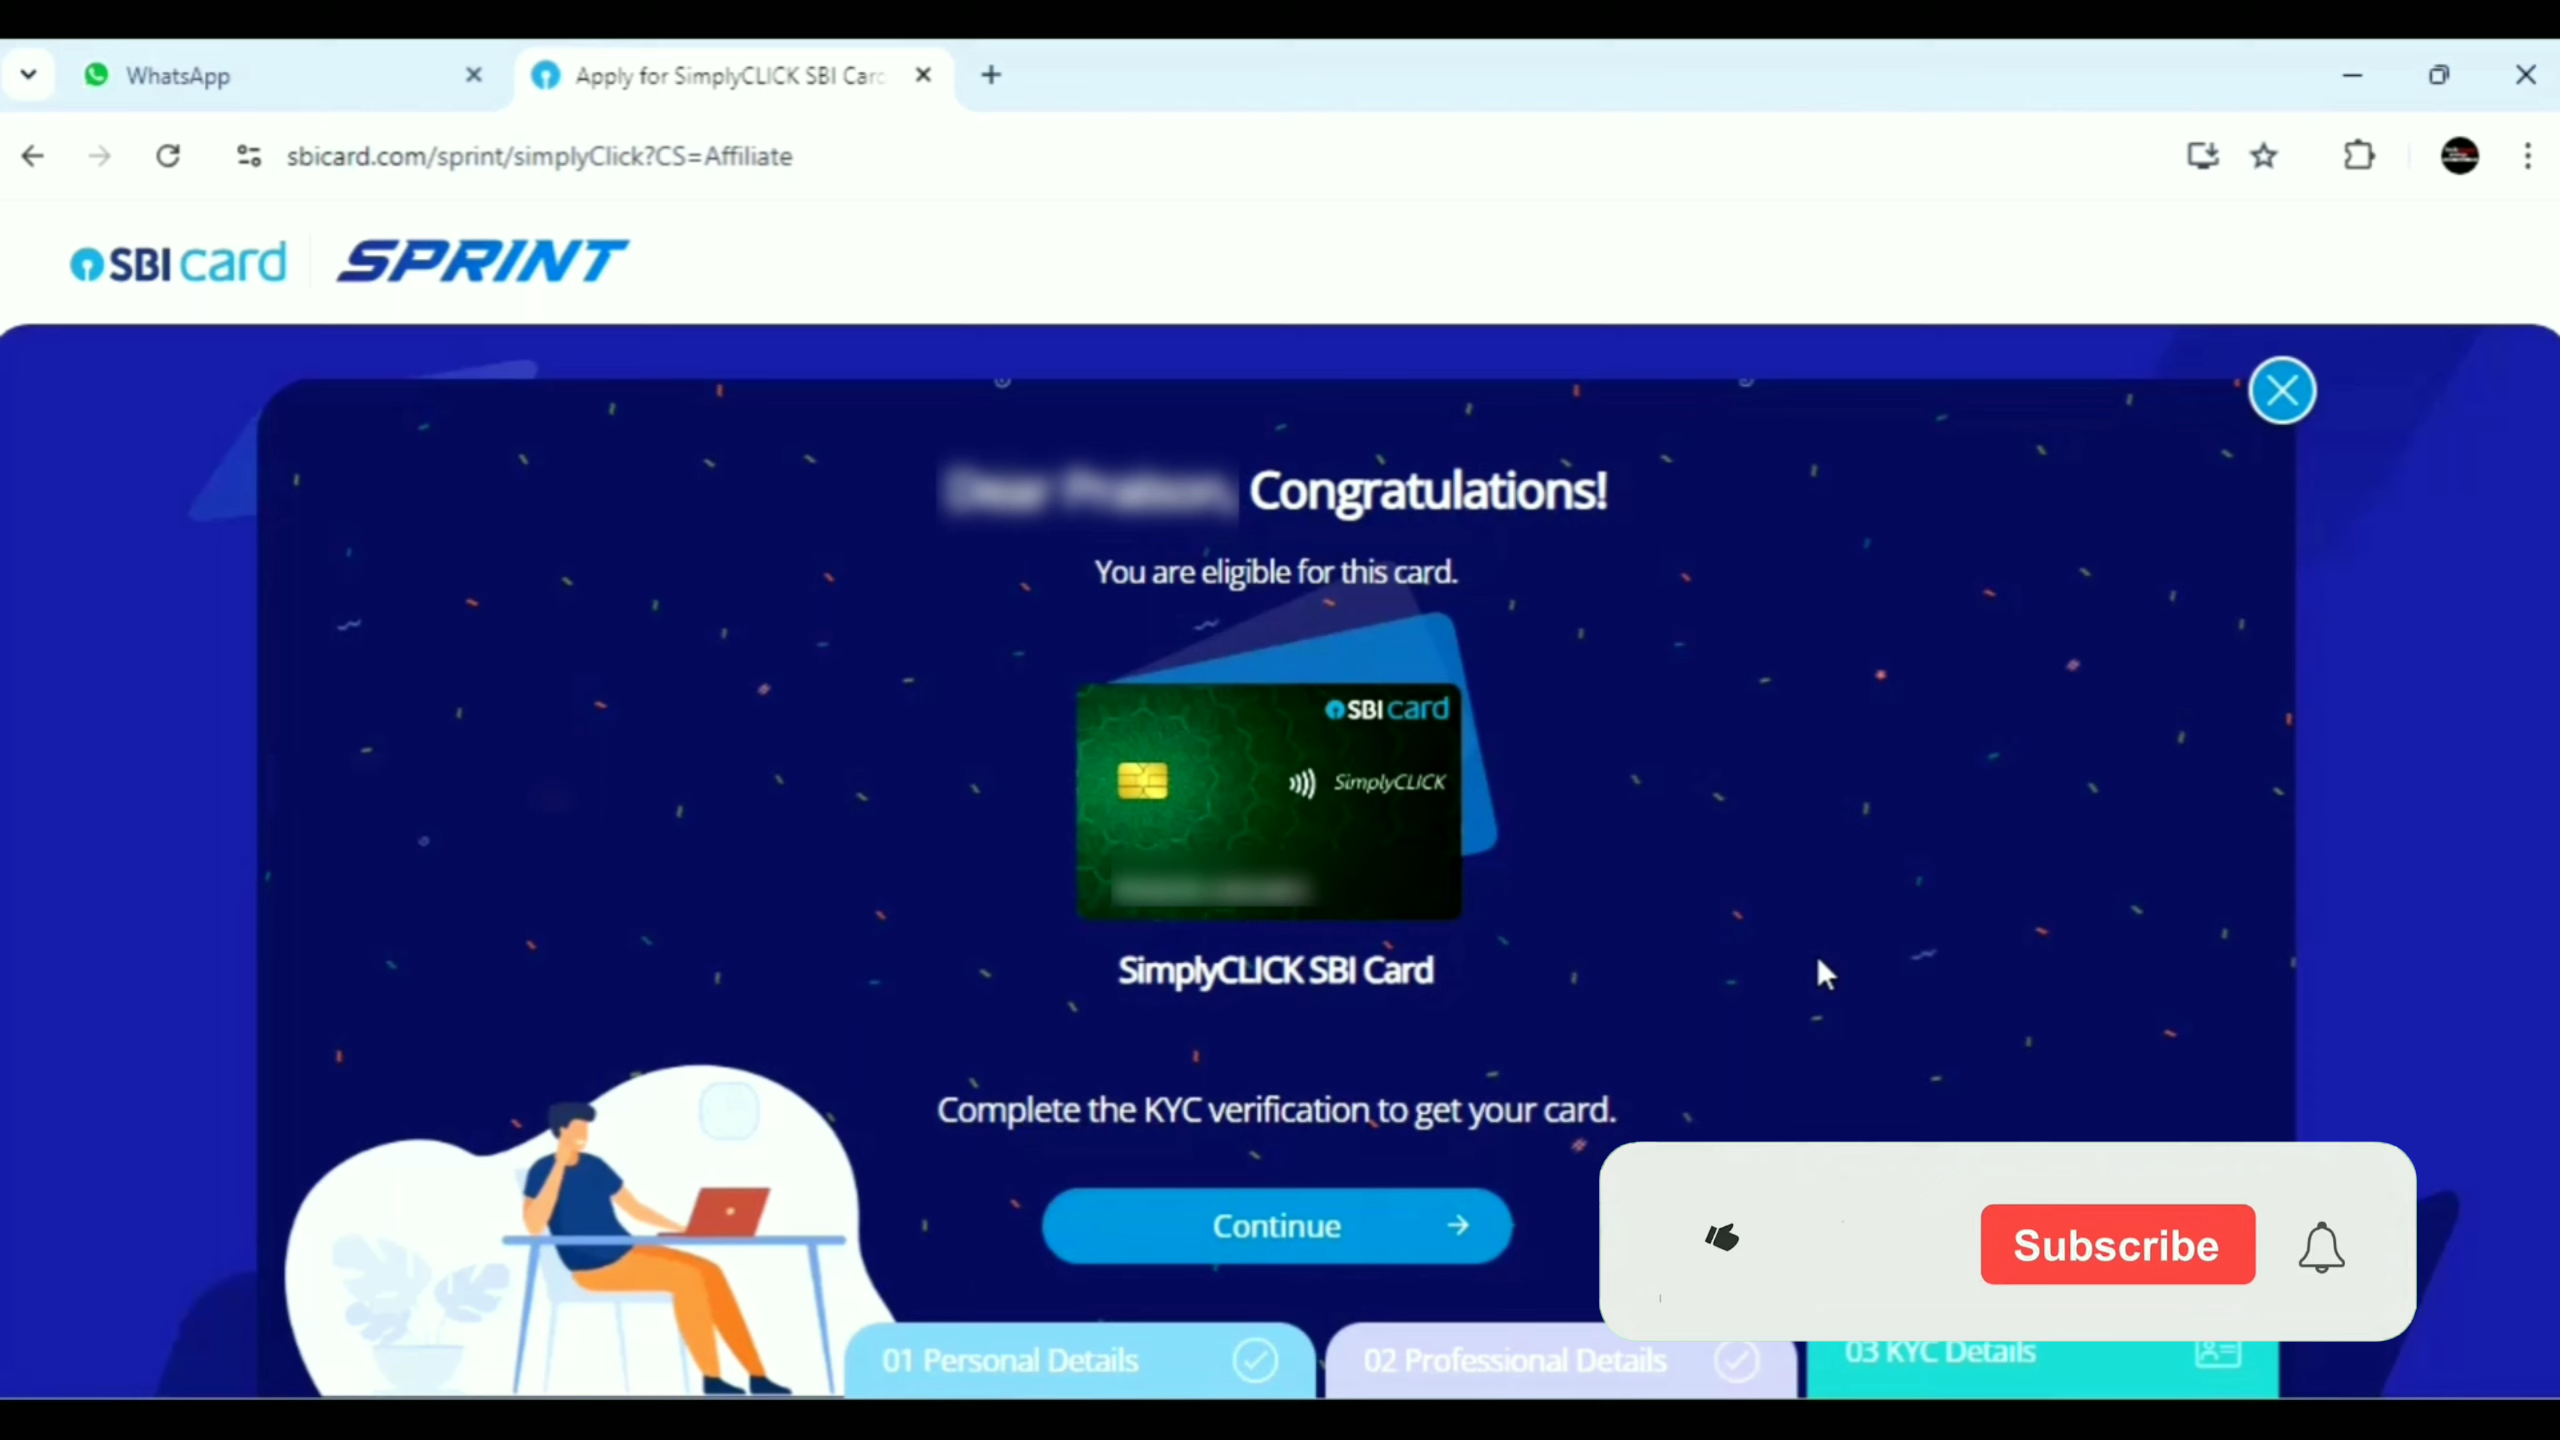 WhatsApp
Apply for SimplyCLICK SBI Car
sbicard.com/sprint/simplyClick?CS=Affiliate
SBI card SPRINT
Congratulations!
You are eligible for this card.
SBI card
SimplyCLICK
SimplyCLICK SBI Card
Complete the KYC verification to get your card.
Continue
Subscribe
01 Personal Details
02 Professional Details
03 KYC Details